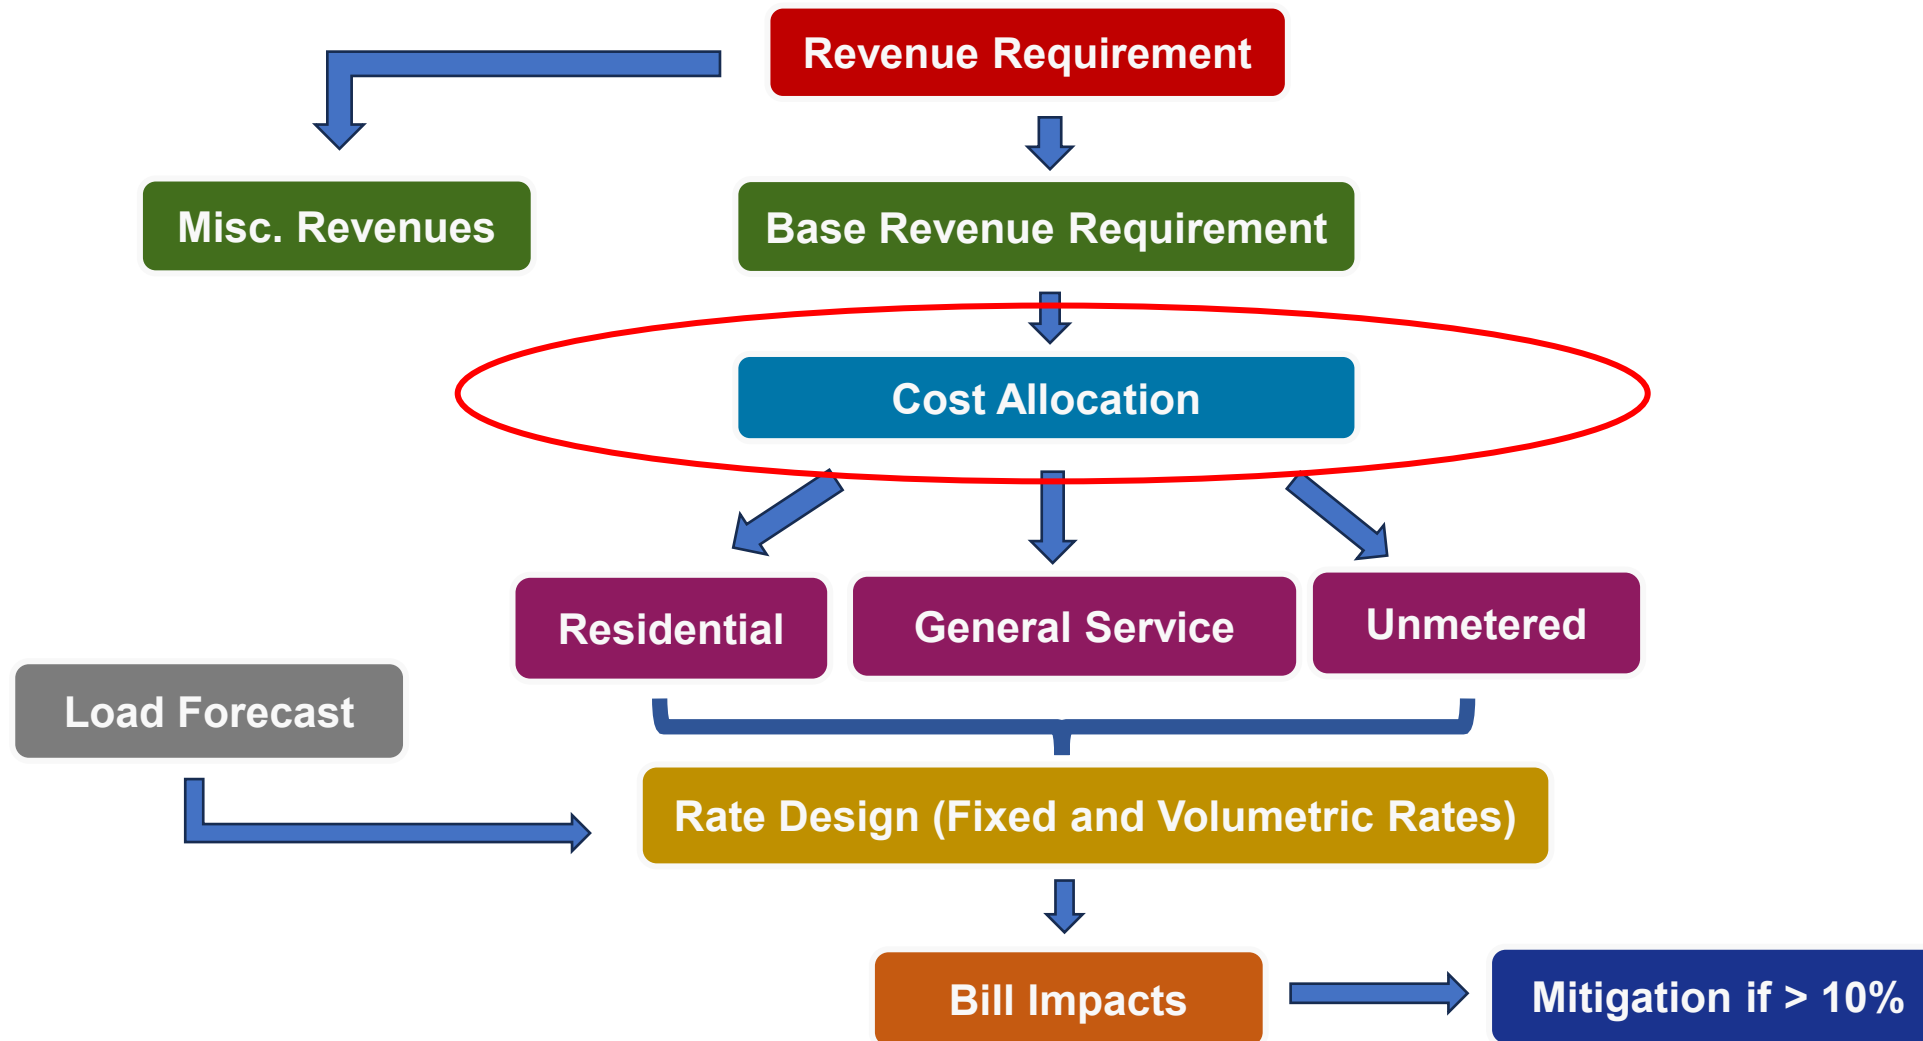 Revenue Requirement
Misc. Revenues
Base Revenue Requirement
Cost Allocation
Residential
General Service
Unmetered
Load Forecast
Rate Design (Fixed and Volumetric Rates)
Bill Impacts
Mitigation if > 10%